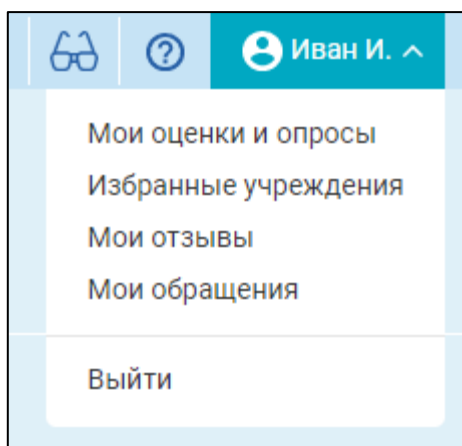 Иван И.
Мои оценки и опросы
Избранные учреждения
Мои отзывы
Мои обращения
Выйти